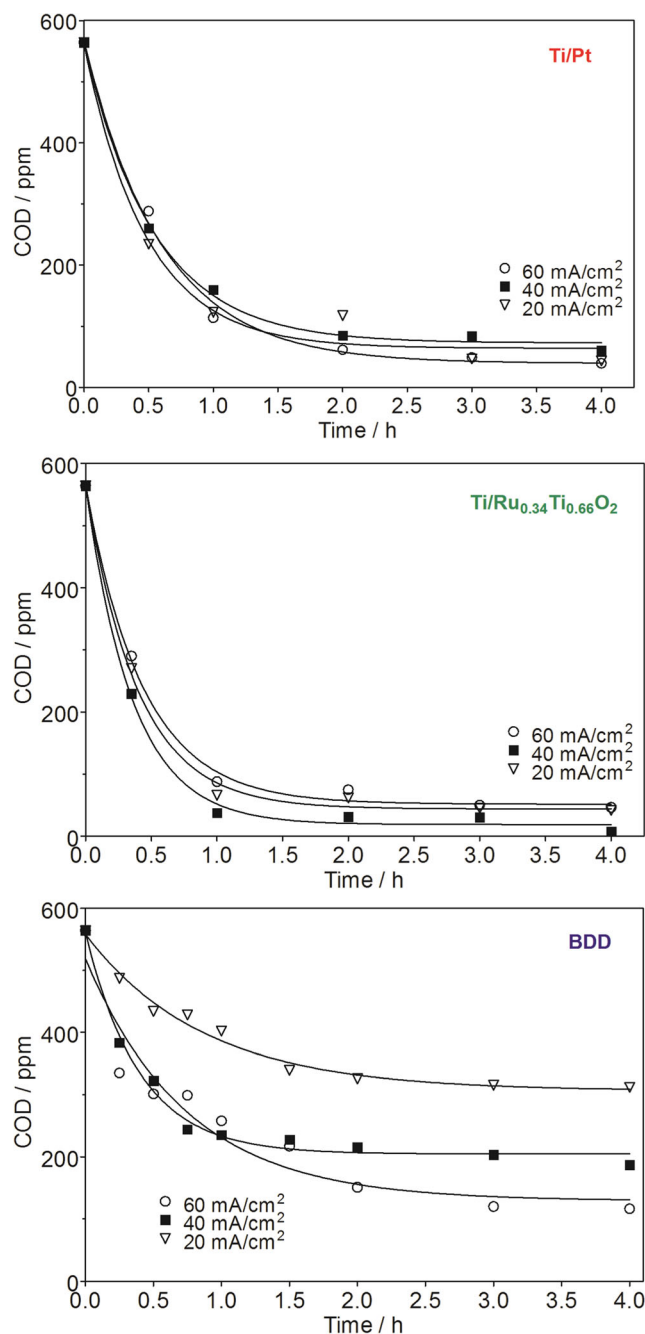 600
Ti/Pt
400
COD / ppm
200
60 mA/cm²
40 mA/cm²
20 mA/cm²
0
0.0 0.5 1.0 1.5 2.0 2.5 3.0 3.5 4.0
Time / h
600
Ti/Ru₀.₃₄Ti₀.₆₆O₂
400
COD / ppm
200
60 mA/cm²
40 mA/cm²
20 mA/cm²
0
0.0 0.5 1.0 1.5 2.0 2.5 3.0 3.5 4.0
Time / h
600
BDD
400
COD / ppm
200
60 mA/cm²
40 mA/cm²
20 mA/cm²
0
0.0 0.5 1.0 1.5 2.0 2.5 3.0 3.5 4.0
Time / h